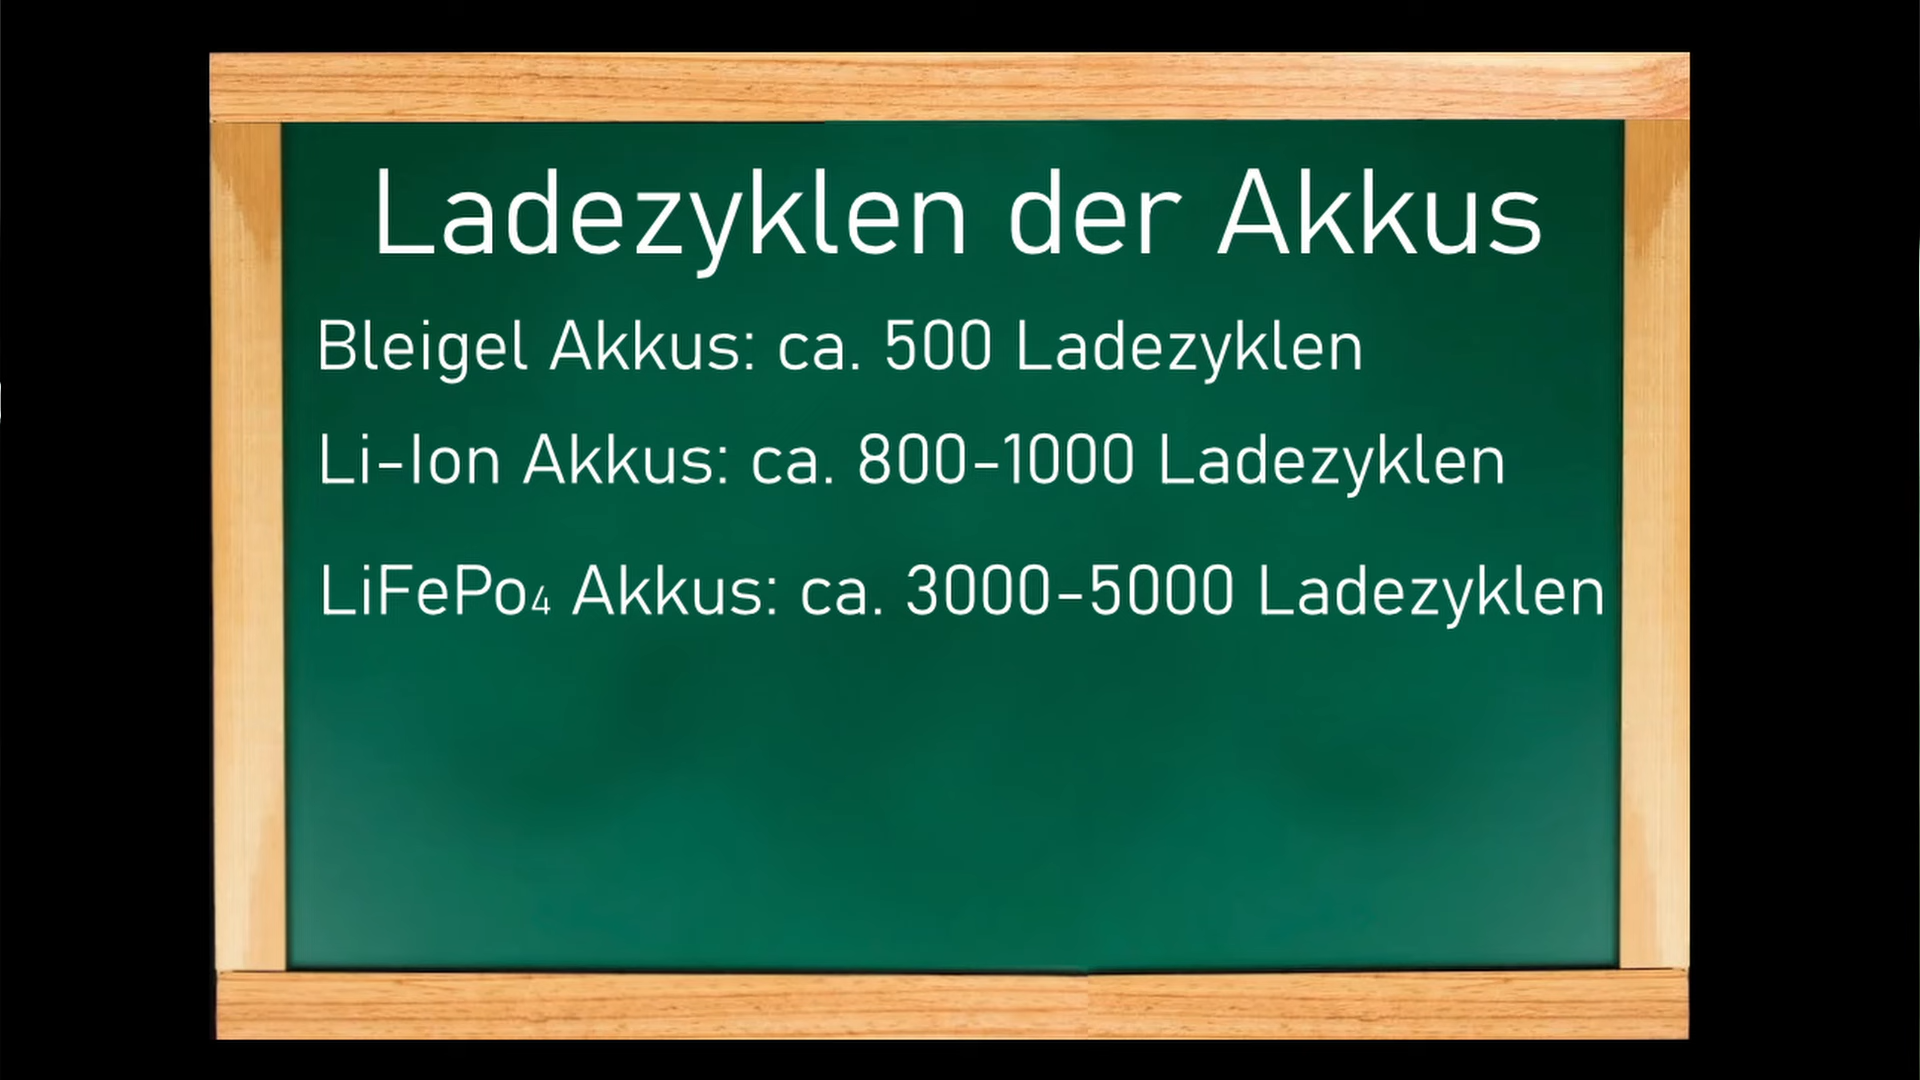 Ladezyklen der Akkus
Bleigel Akkus: ca. 500 Ladezyklen
Li-Ion Akkus: ca. 800-1000 Ladezyklen
LiFePo₄ Akkus: ca. 3000-5000 Ladezyklen